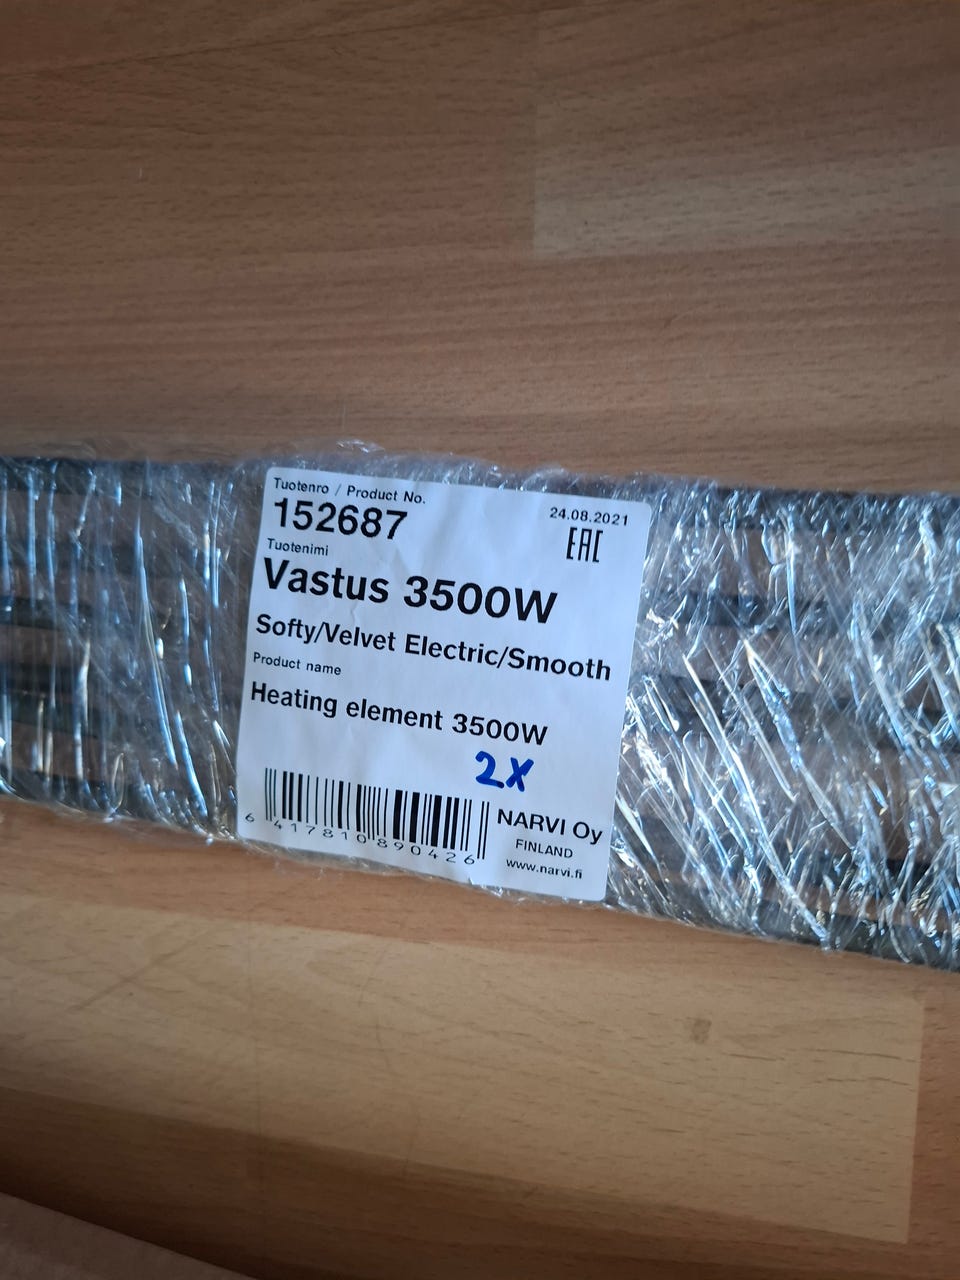 Tuotenro / Product No.
152687
24.08.2021
EAC
Tuotenimi
Vastus 3500W
Softy/Velvet Electric/Smooth
Product name
Heating element 3500W
2X
6 417810 890426
NARVI Oy
FINLAND
www.narvi.fi